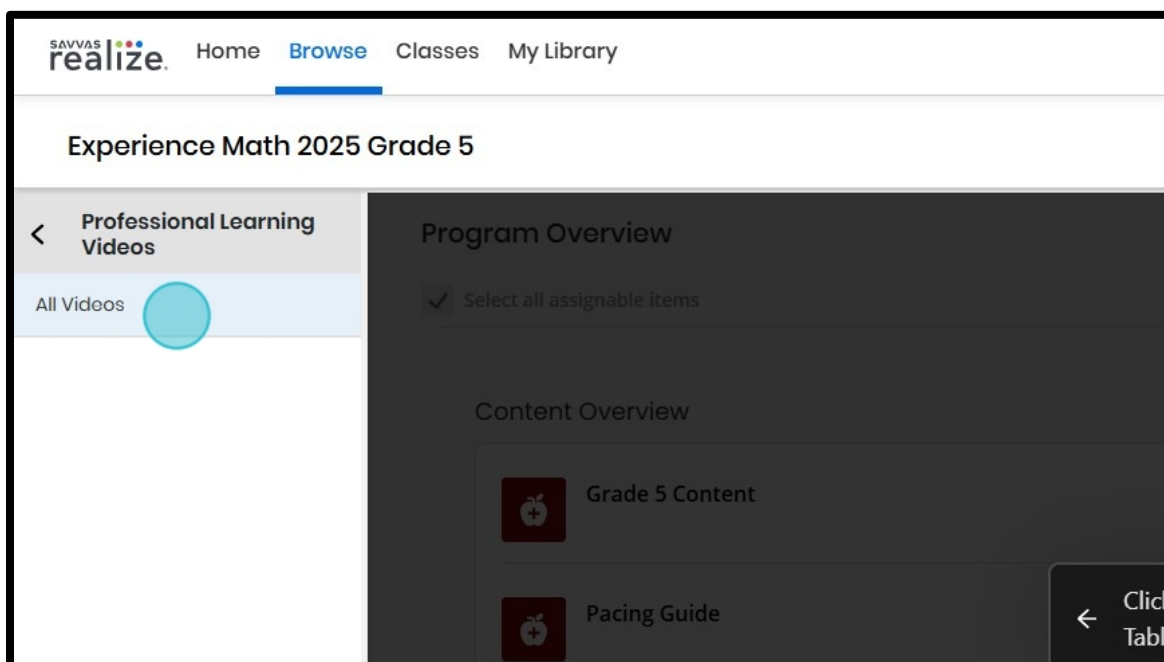 SAVVAS
realize.
Home Browse Classes My Library
Experience Math 2025 Grade 5
Professional Learning
Videos
All Videos
Program Overview
Select all assignable items
Content Overview
Grade 5 Content
Pacing Guide